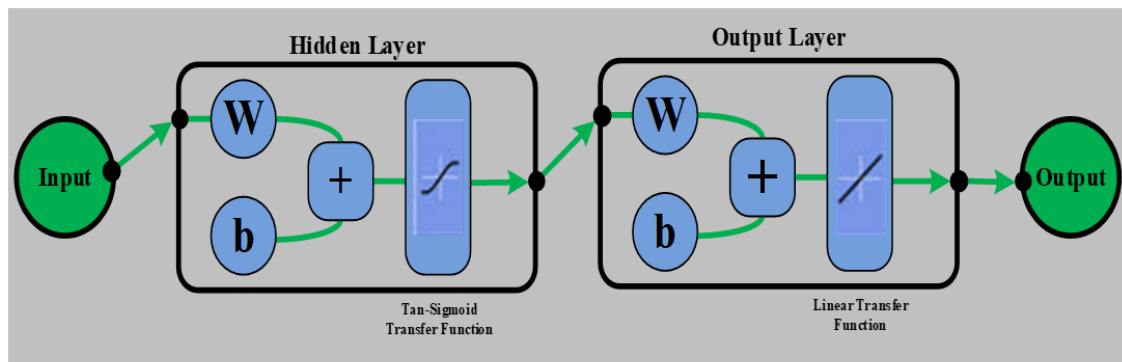 Hidden Layer
Output Layer
Input
W
+
b
W
+
b
Output
Tan-Sigmoid
Transfer Function
Linear Transfer
Function